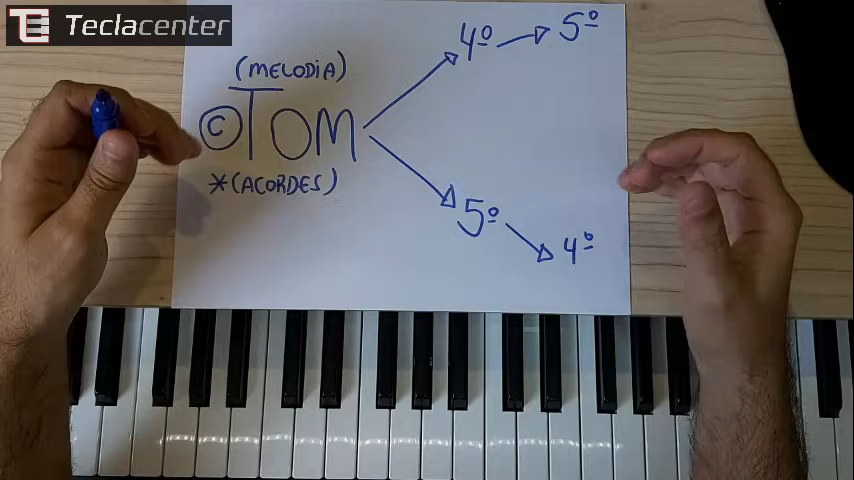 Teclacenter
(MELODiA)
© TOM
*(ACORDES)
4º
5º
5º
4º